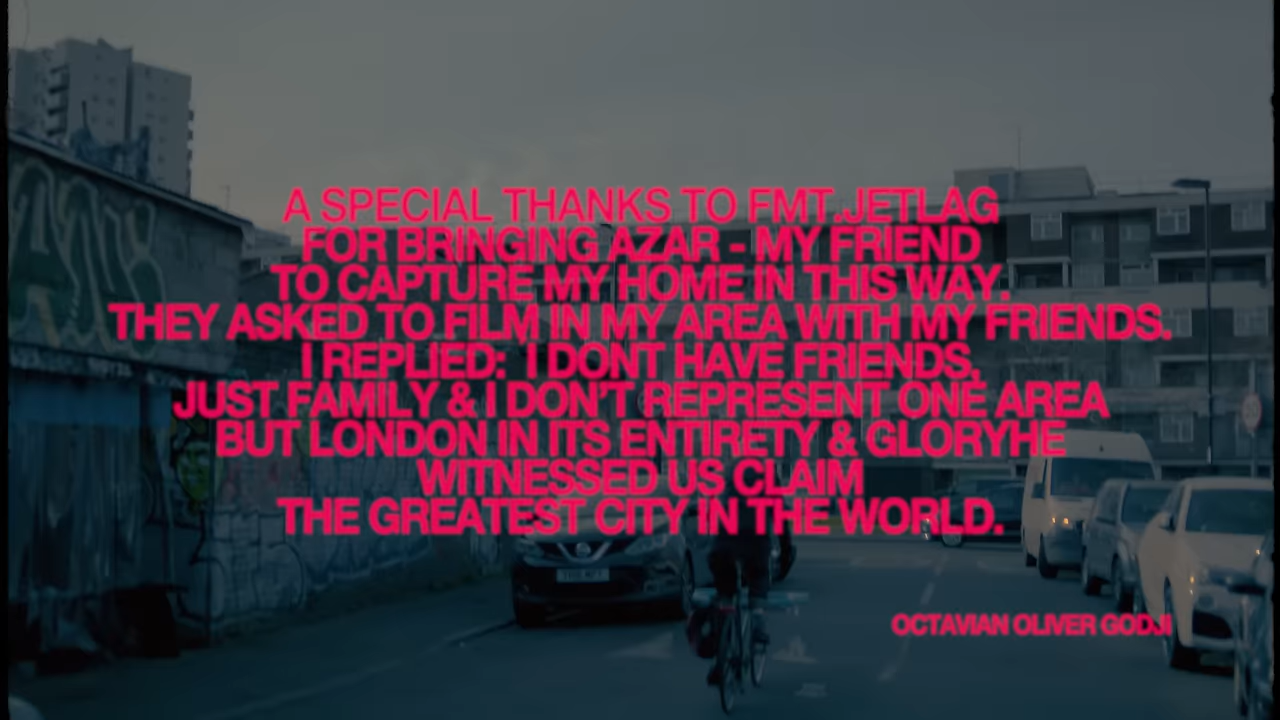 A SPECIAL THANKS TO FMT.JETLAG
FOR BRINGING AZAR - MY FRIEND
TO CAPTURE MY HOME IN THIS WAY.
THEY ASKED TO FILM IN MY AREA WITH MY FRIENDS.
I REPLIED: I DONT HAVE FRIENDS,
JUST FAMILY & I DON'T REPRESENT ONE AREA
BUT LONDON IN ITS ENTIRETY & GLORYHE
WITNESSED US CLAIM
THE GREATEST CITY IN THE WORLD.
OCTAVIAN OLIVER GODJI